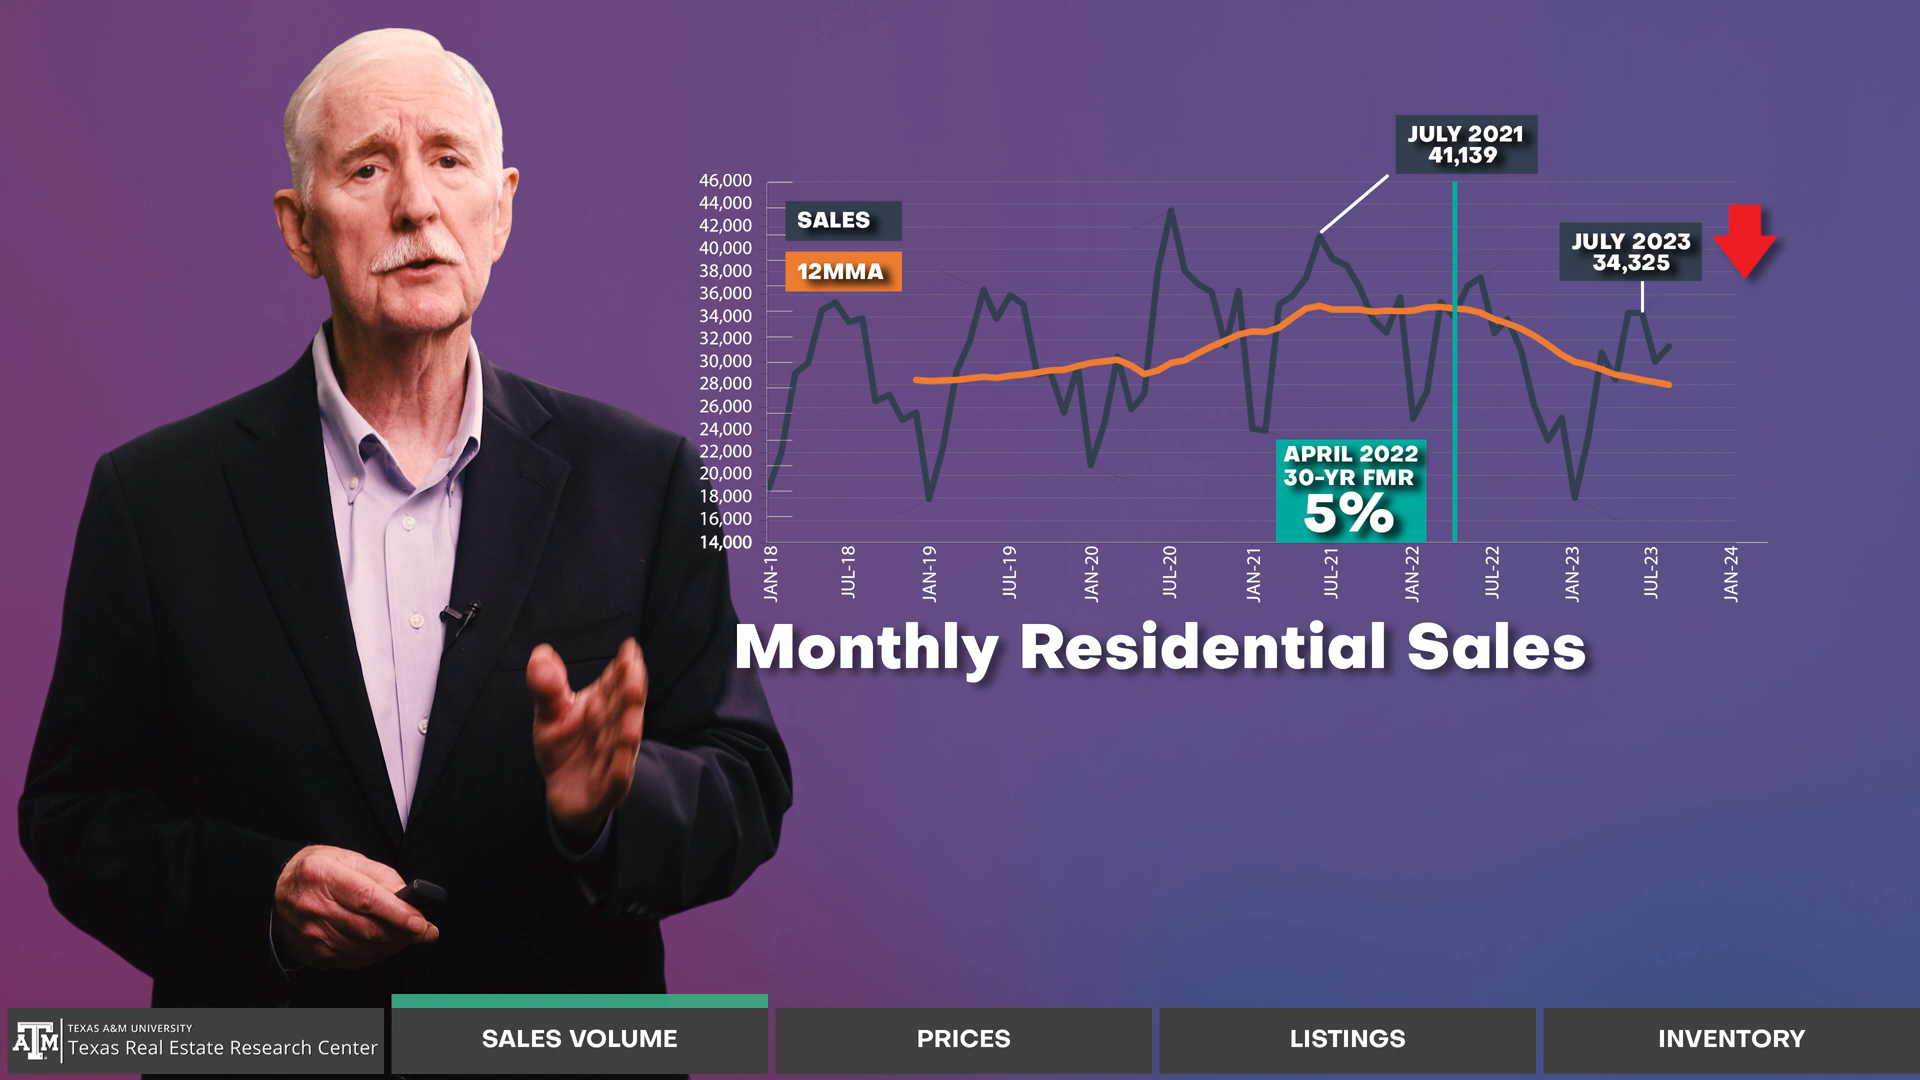 JULY 2021
41,139
JULY 2023
34,325
46,000
44,000
42,000
40,000
38,000
36,000
34,000
32,000
30,000
28,000
26,000
24,000
22,000
20,000
18,000
16,000
14,000
SALES
12MMA
APRIL 2022
30-YR FMR
5%
JAN-18
JUL-18
JAN-19
JUL-19
JAN-20
JUL-20
JAN-21
JUL-21
JAN-22
JUL-22
JAN-23
JUL-23
JAN-24
Monthly Residential Sales
ATM
TEXAS A&M UNIVERSITY
Texas Real Estate Research Center
SALES VOLUME
PRICES
LISTINGS
INVENTORY